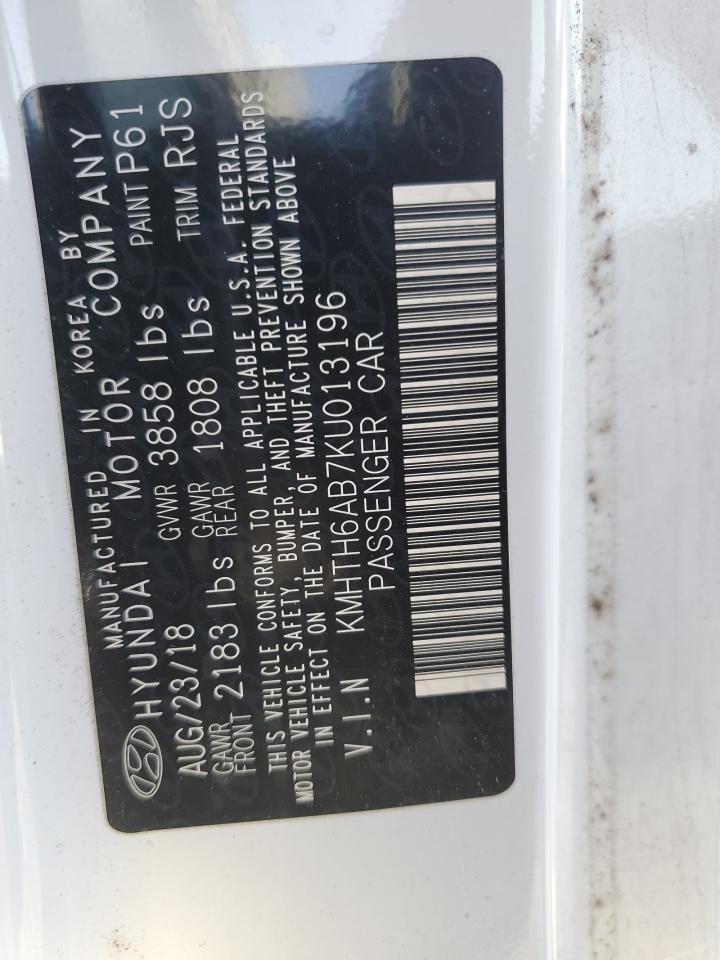 MANUFACTURED IN KOREA BY
HYUNDAI MOTOR COMPANY
AUG/23/18 GVWR 3858 lbs PAINT P61
GAWR FRONT 2183 lbs GAWR REAR 1808 lbs TRIM RJS
THIS VEHICLE CONFORMS TO ALL APPLICABLE U.S.A. FEDERAL
MOTOR VEHICLE SAFETY, BUMPER, AND THEFT PREVENTION STANDARDS
IN EFFECT ON THE DATE OF MANUFACTURE SHOWN ABOVE
V.I.N KMHTH6AB7KU013196
PASSENGER CAR